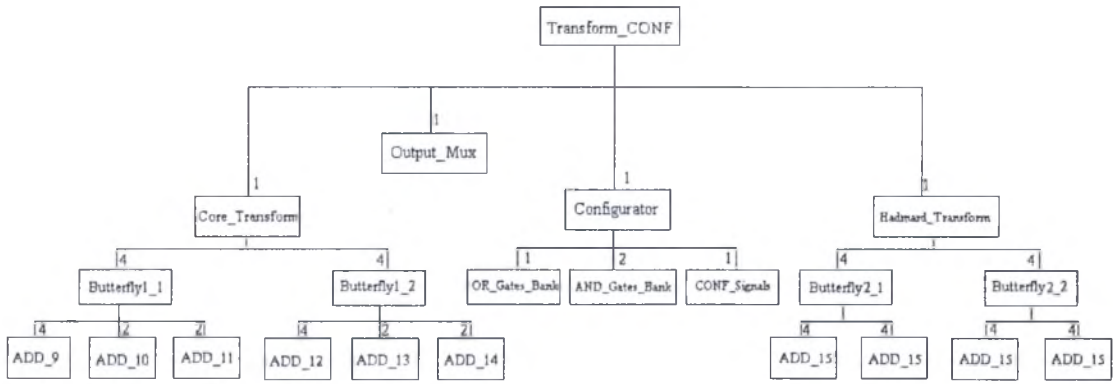 Transform_CONF
1
Output_Mux
1
1
1
Core_Transform
Configurator
Hadmard_Transform
4
4
1
2
1
4
4
Butterfly1_1
Butterfly1_2
OR_Gates_Bank
AND_Gates_Bank
CONF_Signals
Butterfly2_1
Butterfly2_2
4
2
2
4
2
2
4
4
4
4
ADD_9
ADD_10
ADD_11
ADD_12
ADD_13
ADD_14
ADD_15
ADD_15
ADD_15
ADD_15